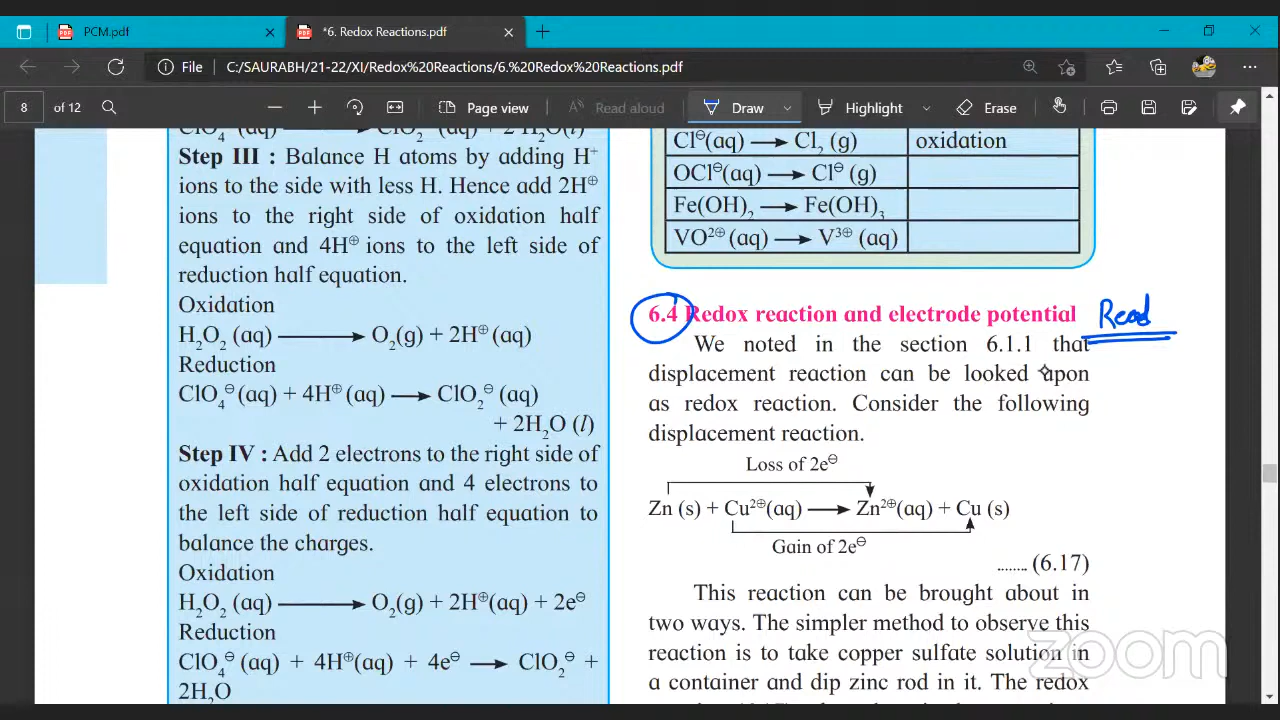 PCM.pdf
*6. Redox Reactions.pdf
File
C:/SAURABH/21-22/XI/Redox%20Reactions/6.%20Redox%20Reactions.pdf
8 of 12
Page view
Read aloud
Draw
Highlight
Erase
ClO₄⊖ (aq) ⟶ ClO₂⊖ (aq) + 2 H₂O(l)
Step III : Balance H atoms by adding H⁺
ions to the side with less H. Hence add 2H⊕
ions to the right side of oxidation half
equation and 4H⊕ ions to the left side of
reduction half equation.
Oxidation
H₂O₂ (aq) ⟶ O₂(g) + 2H⊕ (aq)
Reduction
ClO₄⊖ (aq) + 4H⊕ (aq) ⟶ ClO₂⊖ (aq)
+ 2H₂O (l)
Step IV : Add 2 electrons to the right side of
oxidation half equation and 4 electrons to
the left side of reduction half equation to
balance the charges.
Oxidation
H₂O₂ (aq) ⟶ O₂(g) + 2H⊕(aq) + 2e⊖
Reduction
ClO₄⊖ (aq) + 4H⊕(aq) + 4e⊖ ⟶ ClO₂⊖ +
2H₂O
Cl⊖(aq) ⟶ Cl₂ (g) oxidation
OCl⊖(aq) ⟶ Cl⊖ (g)
Fe(OH)₂ ⟶ Fe(OH)₃
VO²⊕ (aq) ⟶ V³⊕ (aq)
6.4 Redox reaction and electrode potential Read
We noted in the section 6.1.1 that
displacement reaction can be looked upon
as redox reaction. Consider the following
displacement reaction.
Loss of 2e⊖
Zn (s) + Cu²⊕(aq) ⟶ Zn²⊕(aq) + Cu (s)
Gain of 2e⊖
........ (6.17)
This reaction can be brought about in
two ways. The simpler method to observe this
reaction is to take copper sulfate solution in
a container and dip zinc rod in it. The redox
zoom